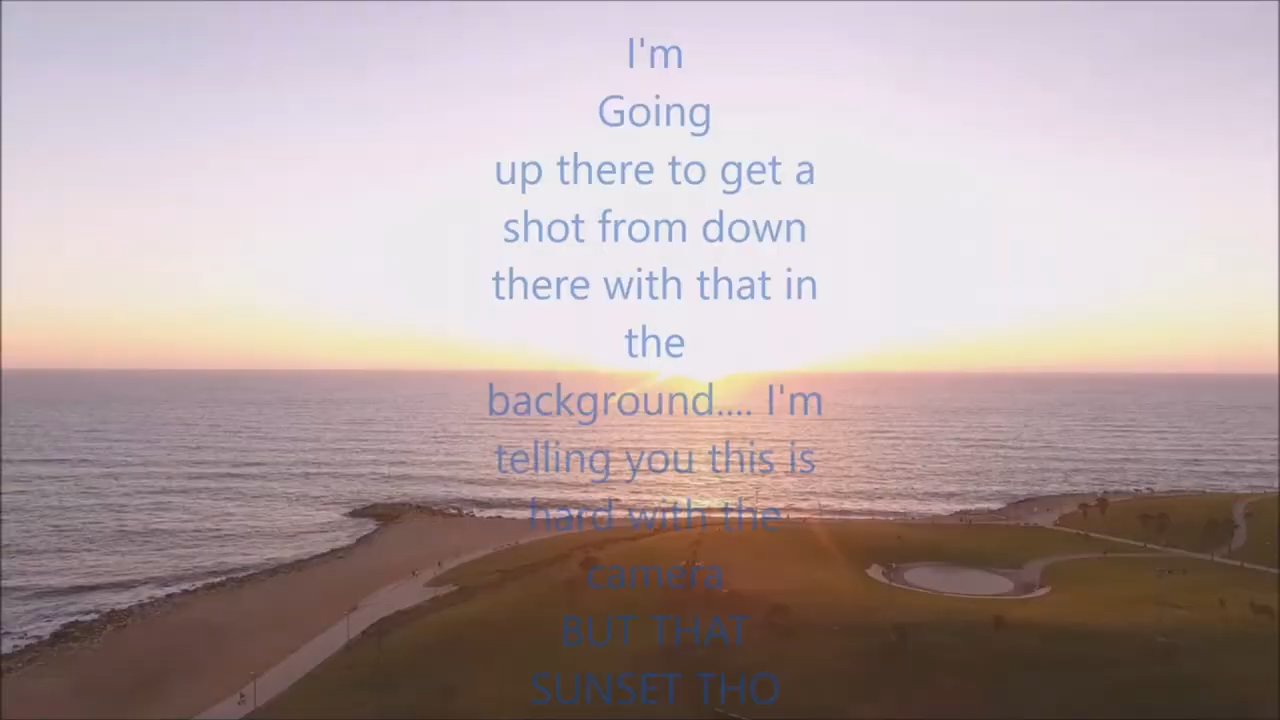 I'm
Going
up there to get a
shot from down
there with that in
the
background.... I'm
telling you this is
hard with the
camera
BUT THAT
SUNSET THO